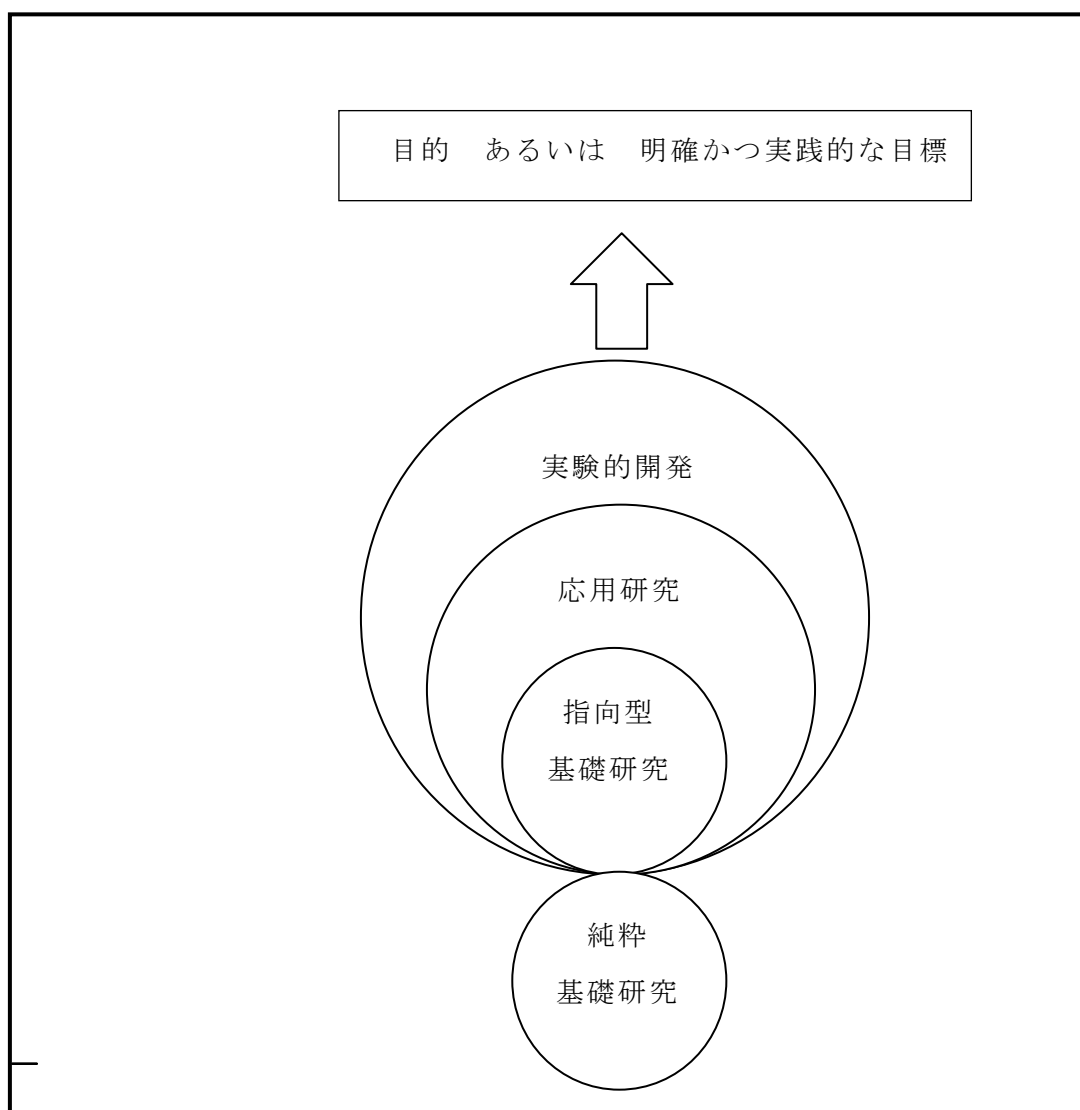 目的　あるいは　明確かつ実践的な目標
実験的開発
応用研究
指向型
基礎研究
純粋
基礎研究